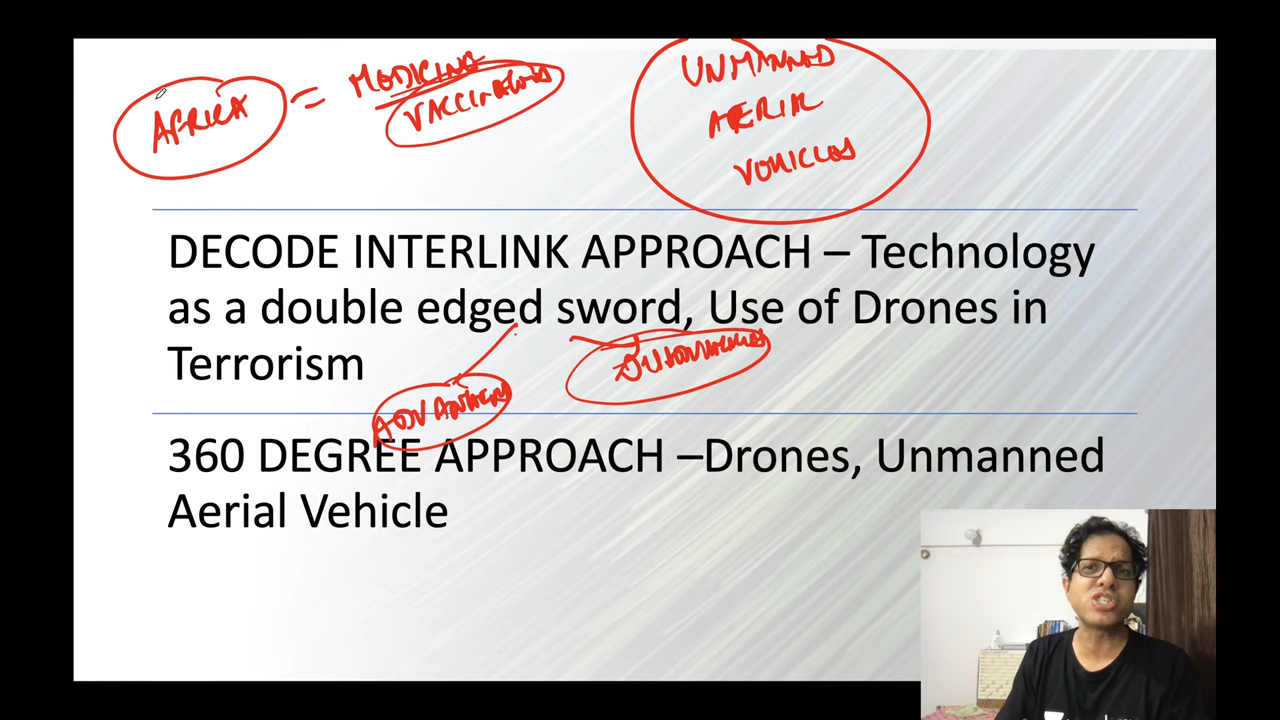 AFRICA = MEDICINE
VACCINATIONS
UNMANNED
AERIAL
VEHICLES
DECODE INTERLINK APPROACH – Technology
as a double edged sword, Use of Drones in
Terrorism
360 DEGREE APPROACH –Drones, Unmanned
Aerial Vehicle